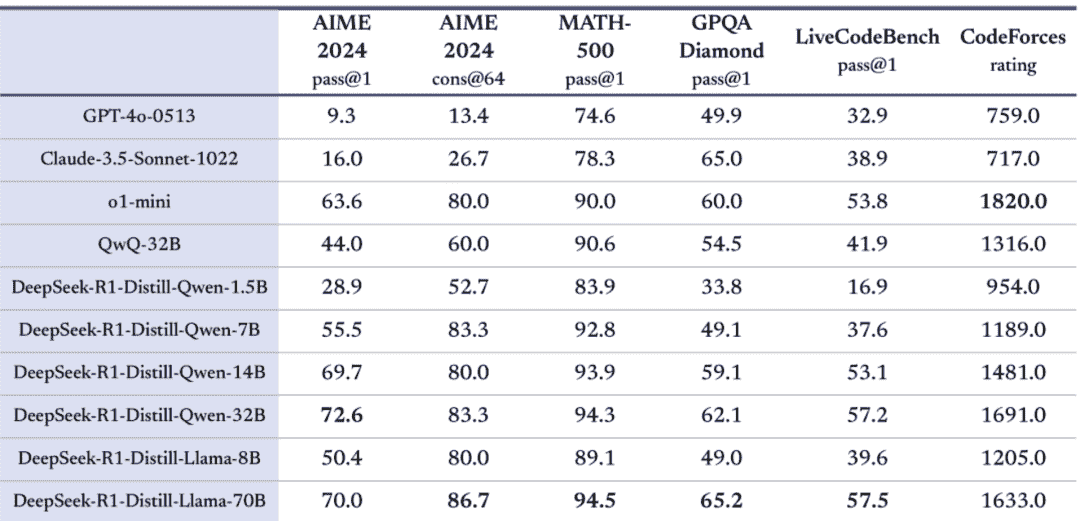 AIME 2024 pass@1 AIME 2024 cons@64 MATH-500 pass@1 GPQA Diamond pass@1 LiveCodeBench pass@1 CodeForces rating
GPT-4o-0513 9.3 13.4 74.6 49.9 32.9 759.0
Claude-3.5-Sonnet-1022 16.0 26.7 78.3 65.0 38.9 717.0
o1-mini 63.6 80.0 90.0 60.0 53.8 1820.0
QwQ-32B 44.0 60.0 90.6 54.5 41.9 1316.0
DeepSeek-R1-Distill-Qwen-1.5B 28.9 52.7 83.9 33.8 16.9 954.0
DeepSeek-R1-Distill-Qwen-7B 55.5 83.3 92.8 49.1 37.6 1189.0
DeepSeek-R1-Distill-Qwen-14B 69.7 80.0 93.9 59.1 53.1 1481.0
DeepSeek-R1-Distill-Qwen-32B 72.6 83.3 94.3 62.1 57.2 1691.0
DeepSeek-R1-Distill-Llama-8B 50.4 80.0 89.1 49.0 39.6 1205.0
DeepSeek-R1-Distill-Llama-70B 70.0 86.7 94.5 65.2 57.5 1633.0